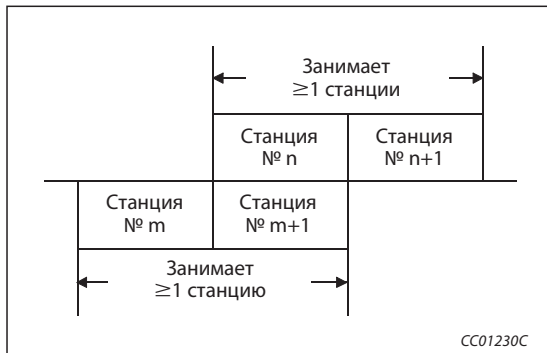 Занимает
≧1 станции
Станция
№ n
Станция
№ n+1
Станция
№ m
Станция
№ m+1
Занимает
≧1 станцию
CC01230C